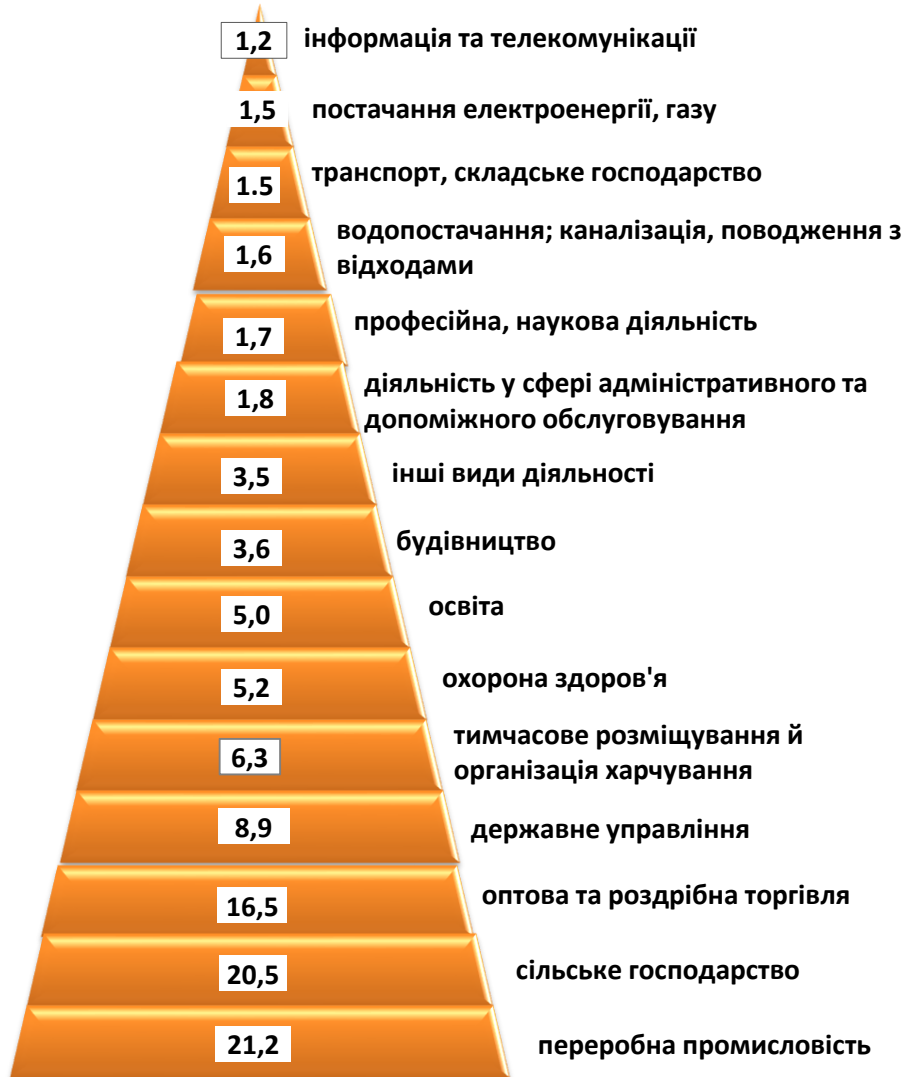 1,2 інформація та телекомунікації
1,5 постачання електроенергії, газу
1.5 транспорт, складське господарство
1,6 водопостачання; каналізація, поводження з
відходами
1,7 професійна, наукова діяльність
1,8 діяльність у сфері адміністративного та
допоміжного обслуговування
3,5 інші види діяльності
3,6 будівництво
5,0 освіта
5,2 охорона здоров'я
6,3 тимчасове розміщування й
організація харчування
8,9 державне управління
16,5 оптова та роздрібна торгівля
20,5 сільське господарство
21,2 переробна промисловість